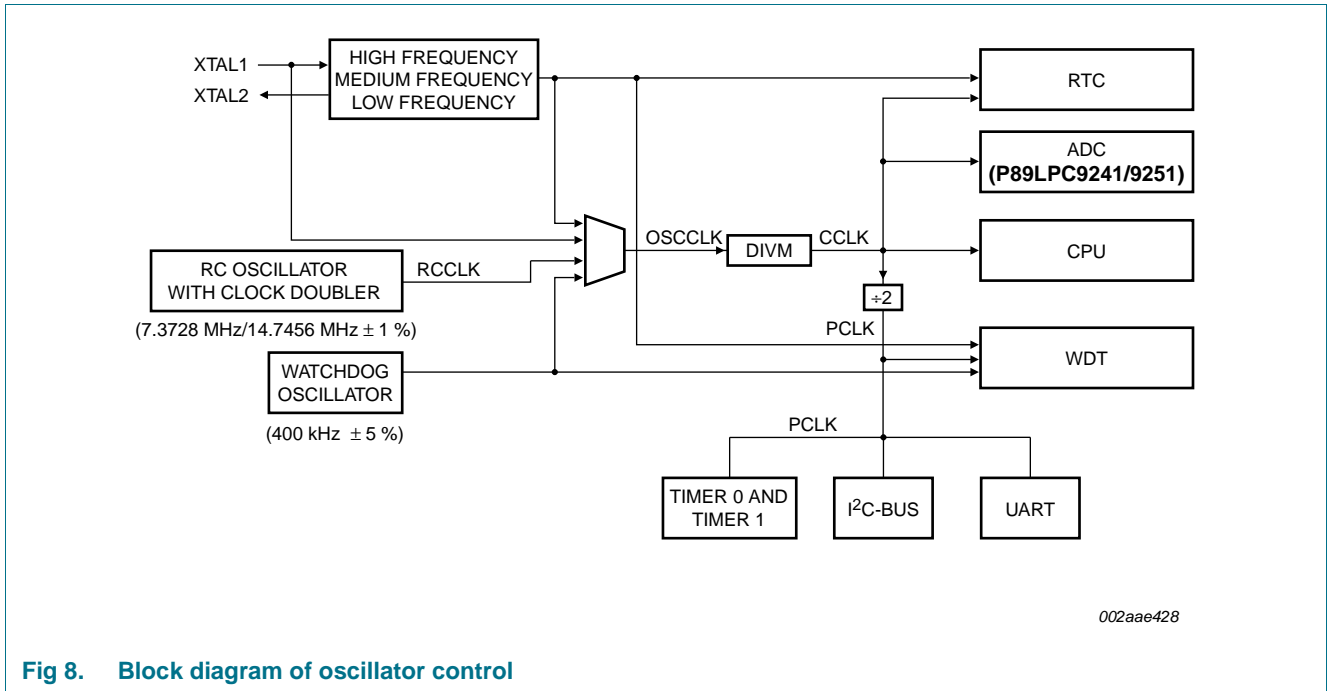 XTAL1
XTAL2
HIGH FREQUENCY
MEDIUM FREQUENCY
LOW FREQUENCY
RTC
ADC
(P89LPC9241/9251)
OSCCLK
DIVM
CCLK
CPU
RC OSCILLATOR
WITH CLOCK DOUBLER
RCCLK
(7.3728 MHz/14.7456 MHz ± 1 %)
÷2
PCLK
WDT
WATCHDOG
OSCILLATOR
(400 kHz ± 5 %)
PCLK
TIMER 0 AND
TIMER 1
I²C-BUS
UART
002aae428
Fig 8. Block diagram of oscillator control